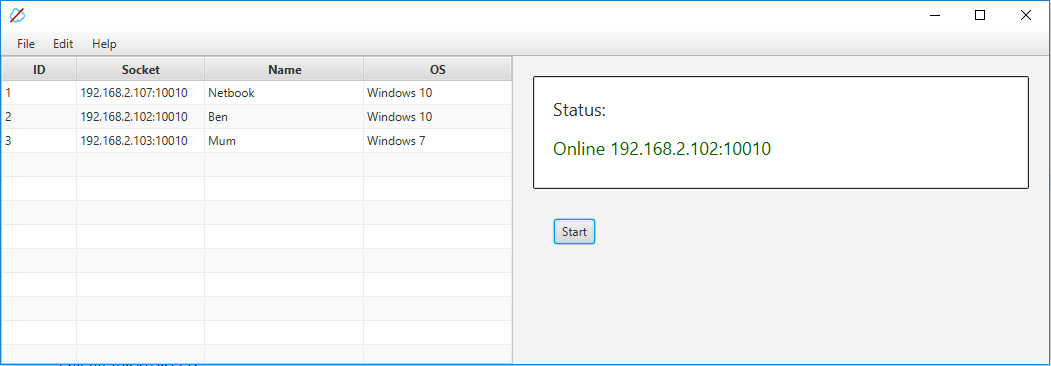 File Edit Help
ID Socket Name OS
1 192.168.2.107:10010 Netbook Windows 10
2 192.168.2.102:10010 Ben Windows 10
3 192.168.2.103:10010 Mum Windows 7
Status:
Online 192.168.2.102:10010
Start